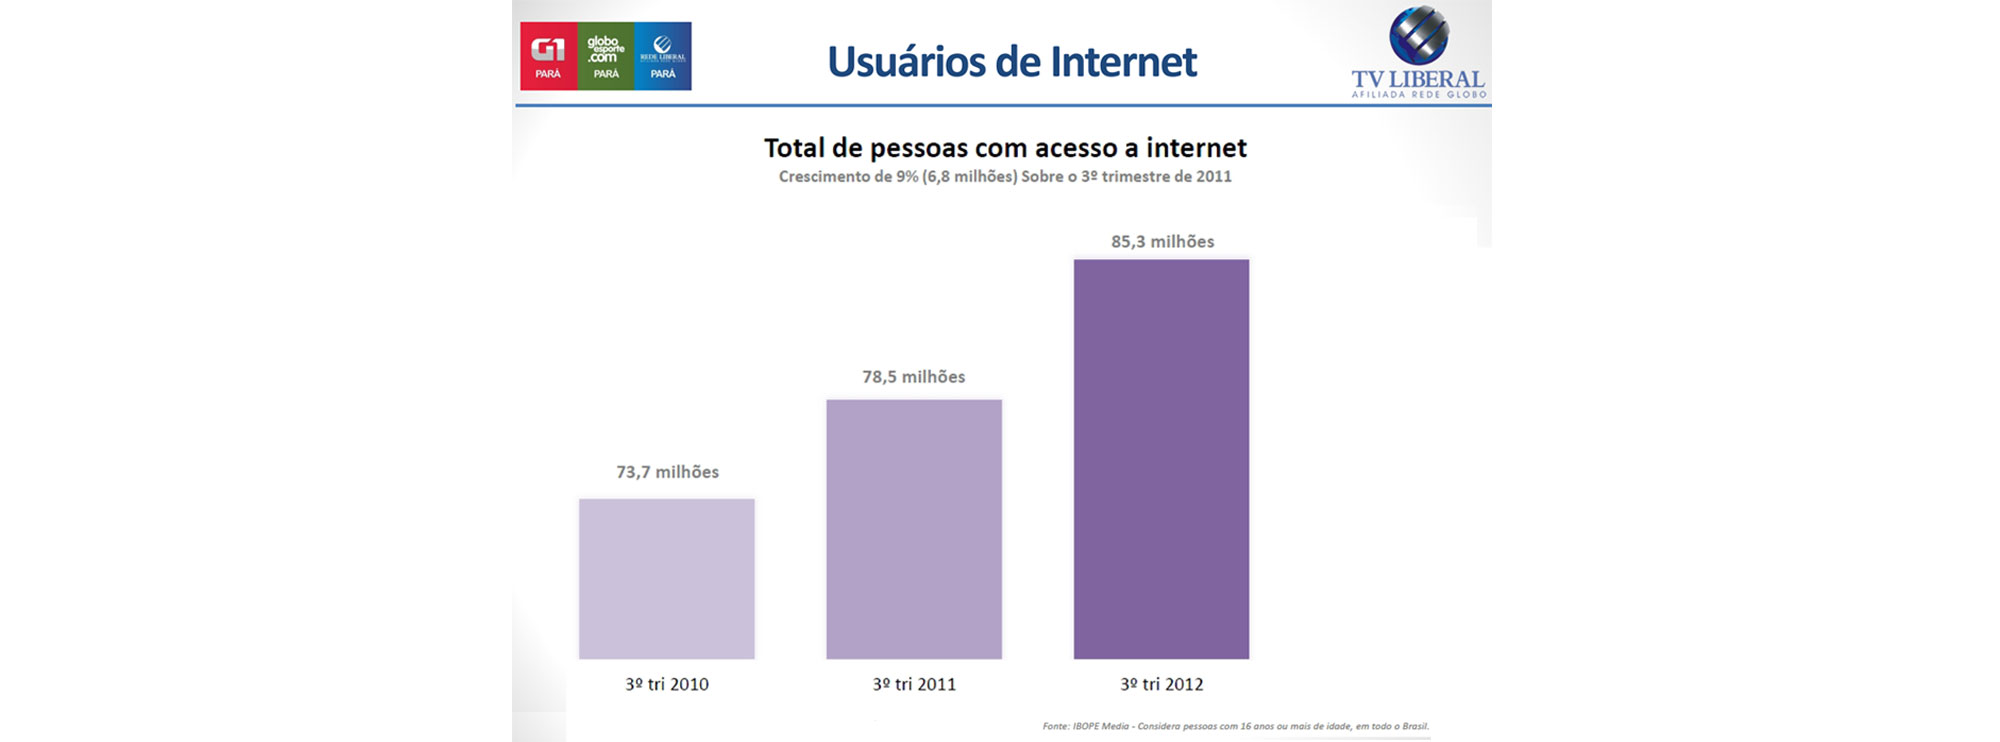 G1
PARÁ
globo
esporte
.com
PARÁ
REDE LIBERAL
PARÁ
Usuários de Internet
TV LIBERAL
AFILIADA REDE GLOBO
Total de pessoas com acesso a internet
Crescimento de 9% (6,8 milhões) Sobre o 3º trimestre de 2011
85,3 milhões
78,5 milhões
73,7 milhões
3º tri 2010
3º tri 2011
3º tri 2012
Fonte: IBOPE Media - Considera pessoas com 16 anos ou mais de idade, em todo o Brasil.